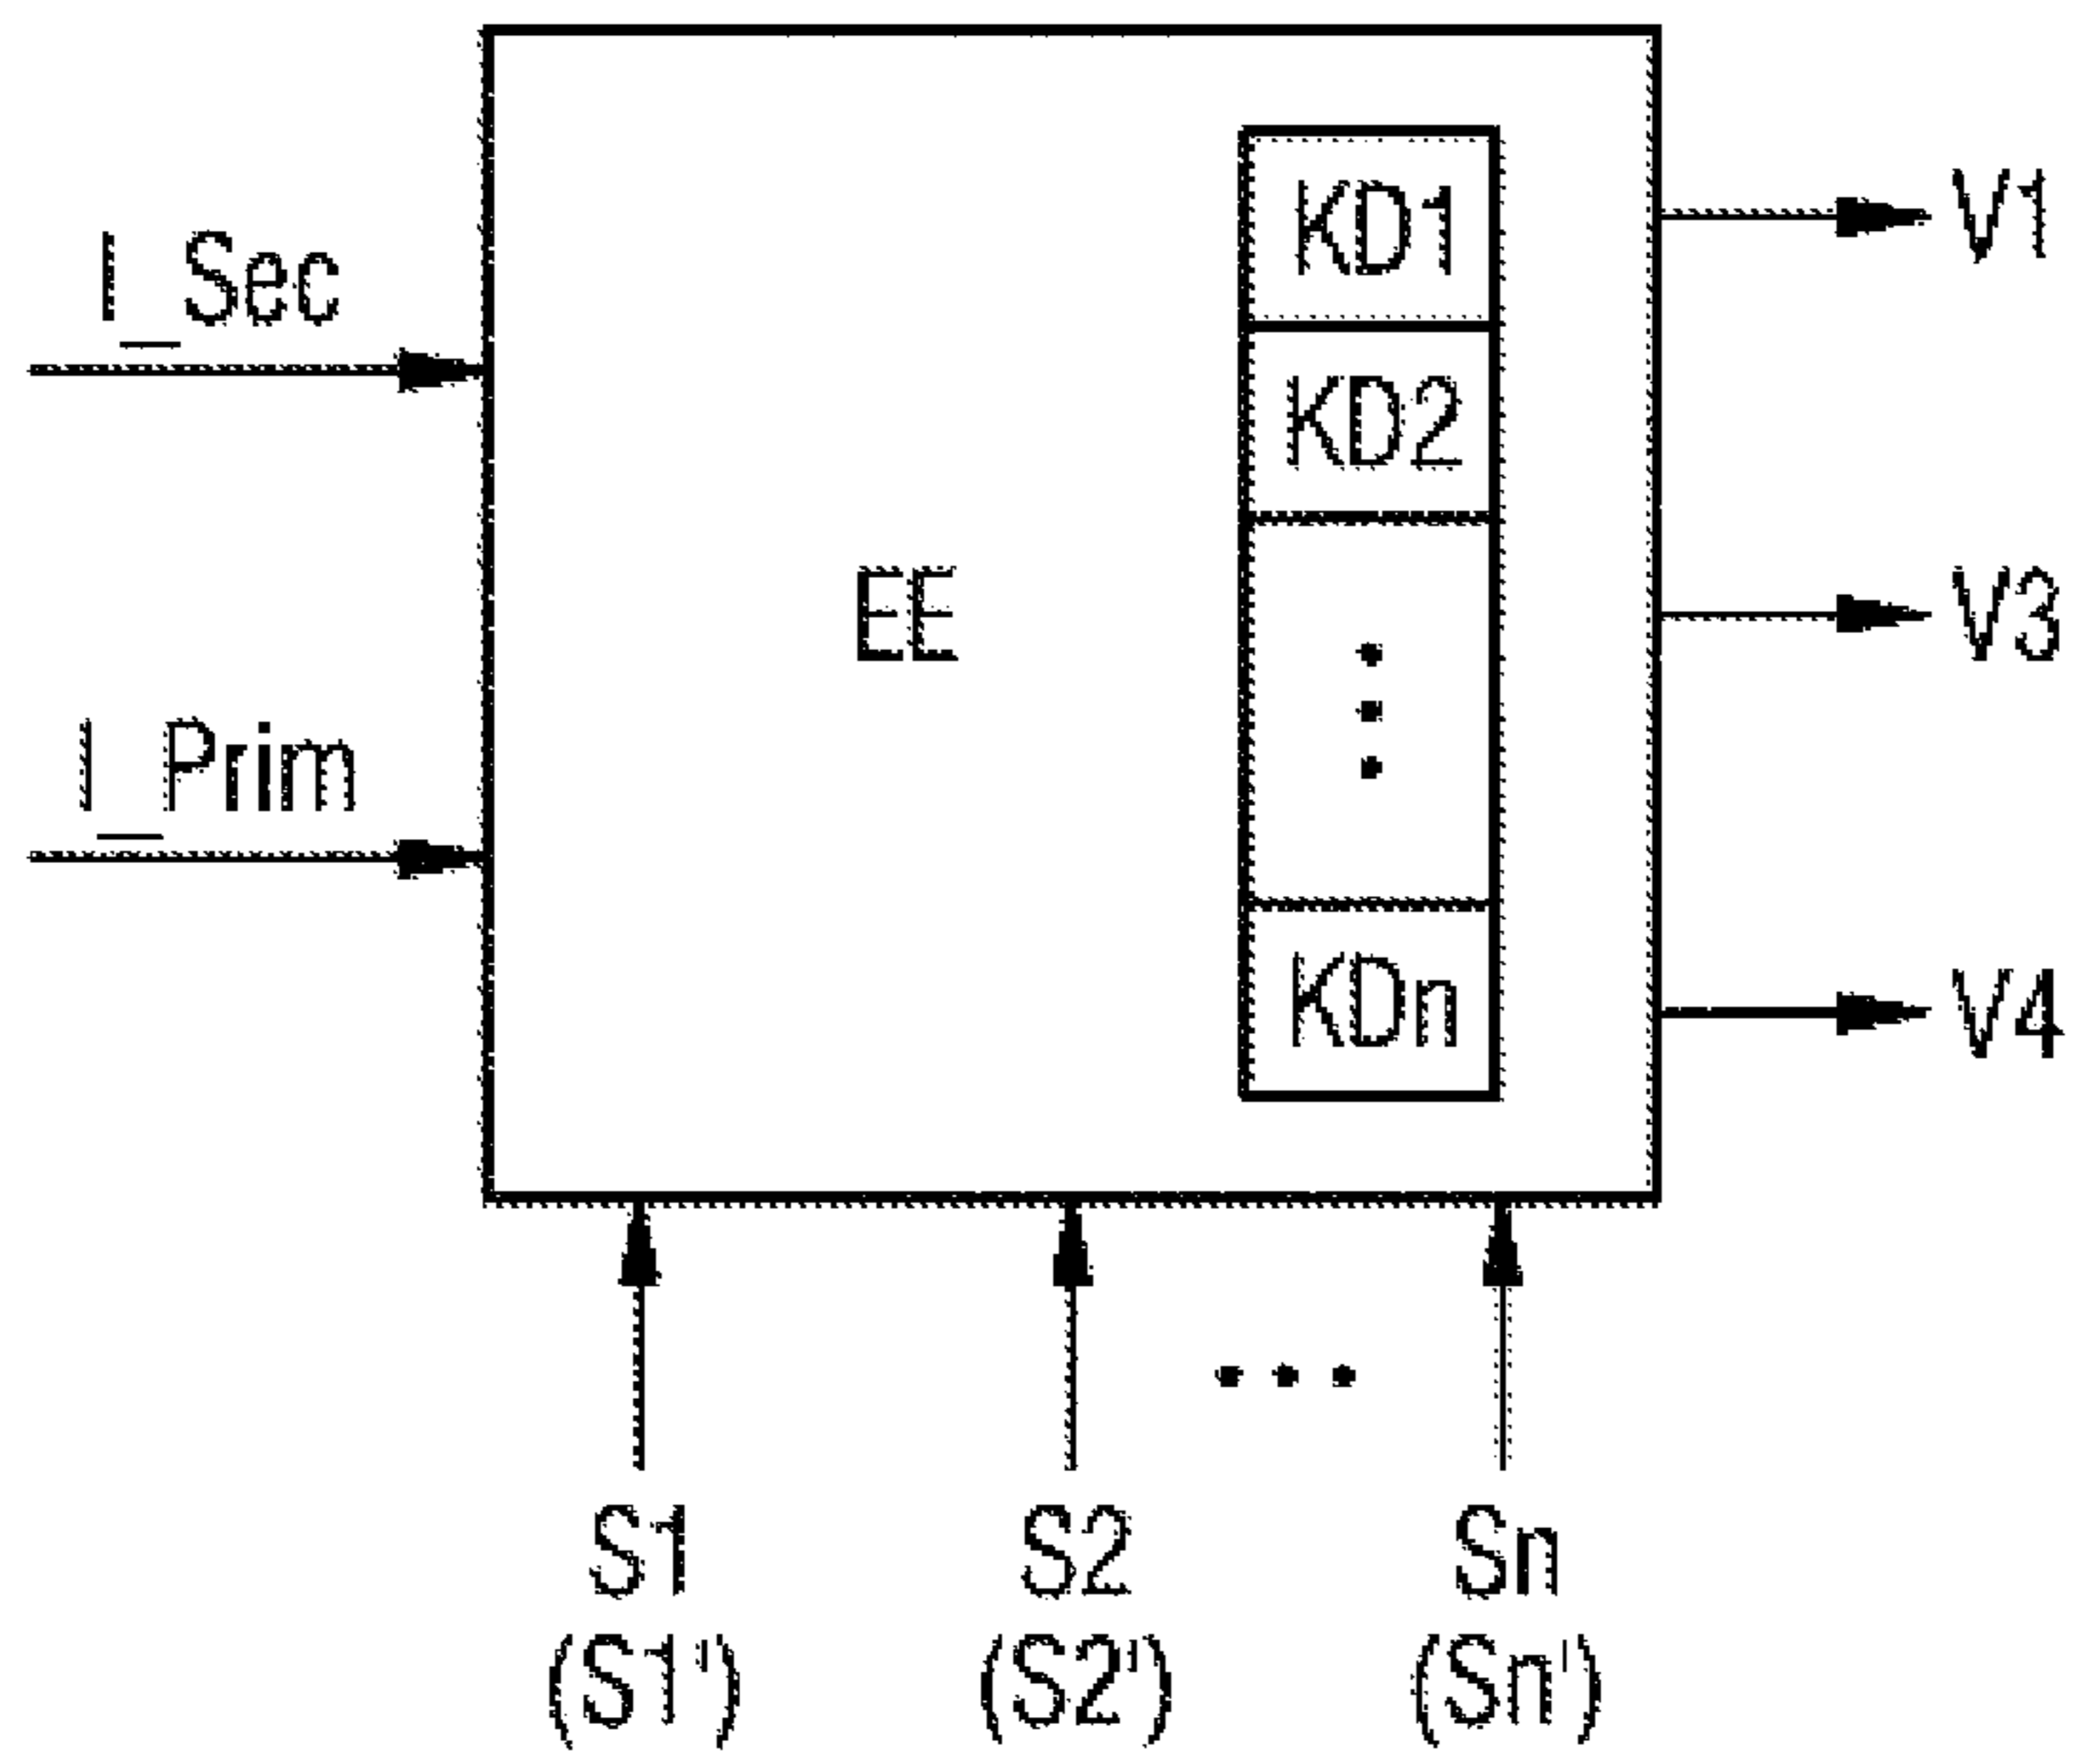 KD1
V1
I_Sec
KD2
EE
V3
I_Prim
KDn
V4
S1
S2
Sn
(S1')
(S2')
(Sn')